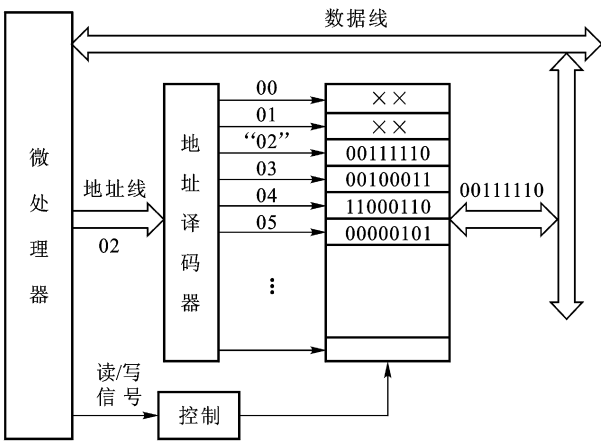 数据线
微处理器
地址线
02
地址译码器
00
01
“02”
03
04
05
⋮
××
××
00111110
00100011
11000110
00000101
00111110
读/写
信号
控制